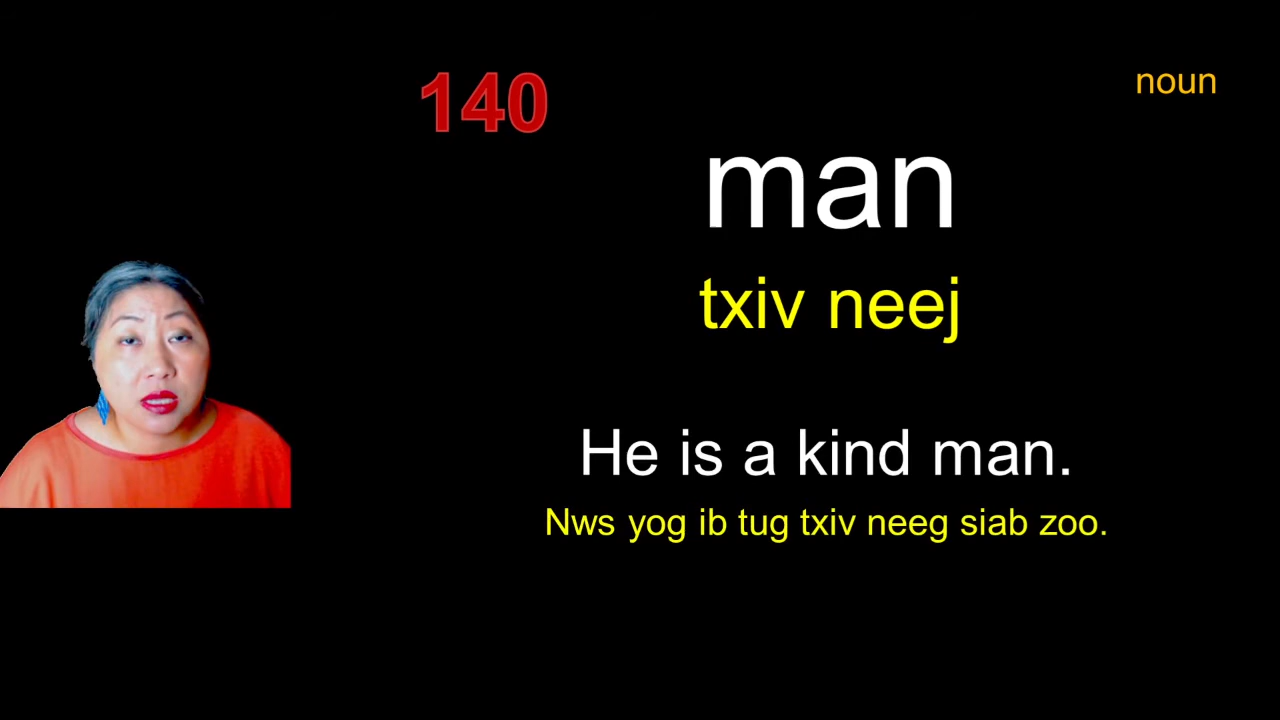 140
noun
man
txiv neej
He is a kind man.
Nws yog ib tug txiv neeg siab zoo.